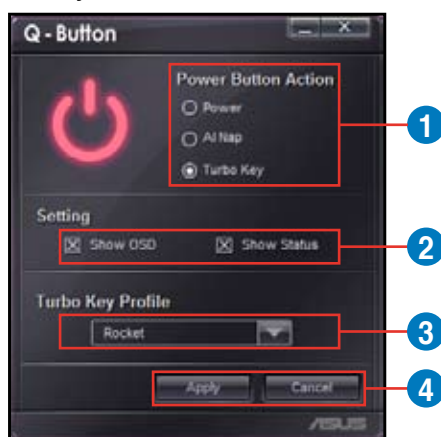 Q - Button
Power Button Action
Power
1
AI Nap
Turbo Key
Setting
Show OSD Show Status
2
Turbo Key Profile
Rocket
3
Apply Cancel
4
ASUS